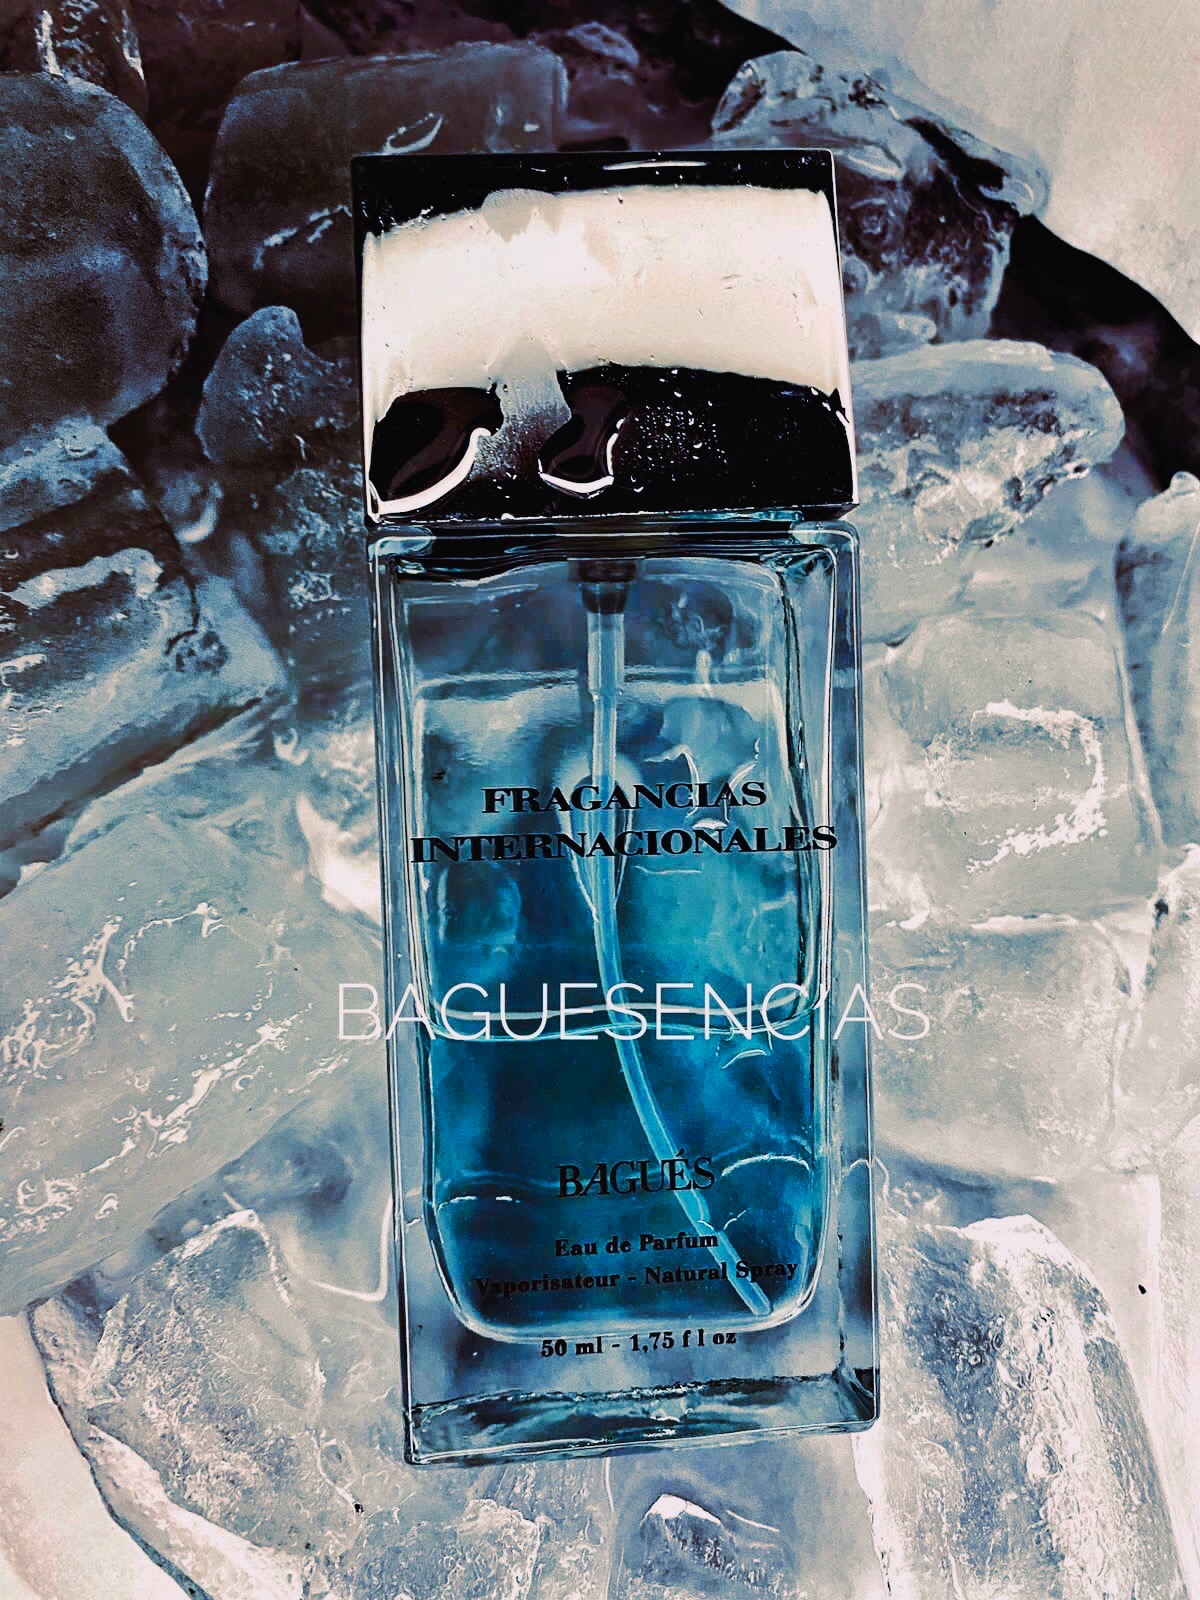 FRAGANCIAS
INTERNACIONALES
BAGUESENCIAS
BAGUÉS
Eau de Parfum
Vaporisateur - Natural Spray
50 ml - 1,75 f l oz